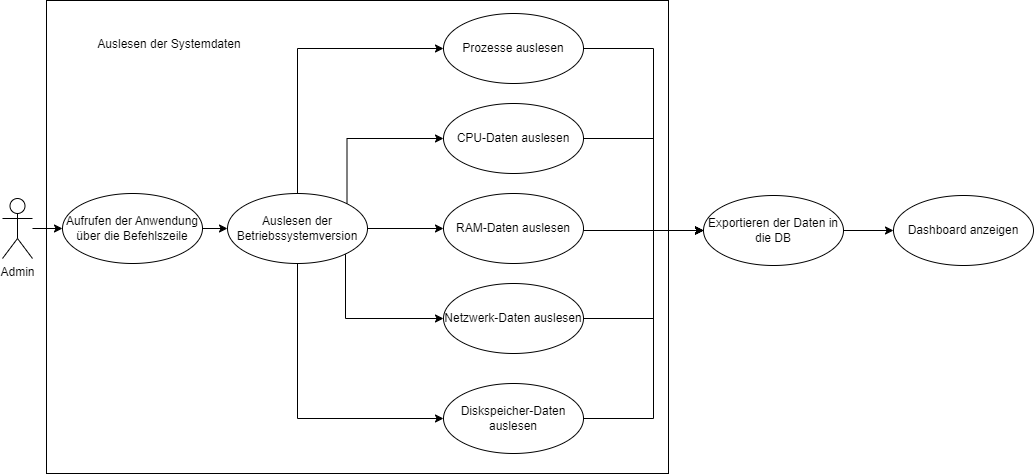 Auslesen der Systemdaten
Prozesse auslesen
CPU-Daten auslesen
Aufrufen der Anwendung
über die Befehlszeile
Auslesen der
Betriebssystemversion
RAM-Daten auslesen
Exportieren der Daten in
die DB
Dashboard anzeigen
Admin
Netzwerk-Daten auslesen
Diskspeicher-Daten
auslesen